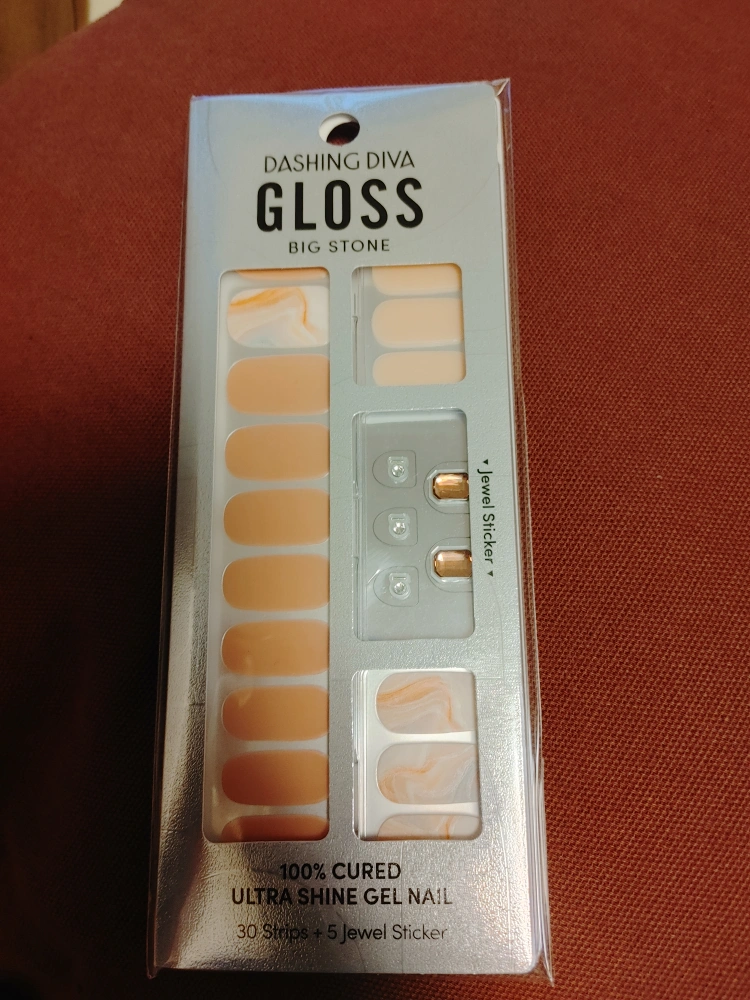 DASHING DIVA
GLOSS
BIG STONE
▼ Jewel Sticker ▼
100% CURED
ULTRA SHINE GEL NAIL
30 Strips + 5 Jewel Sticker